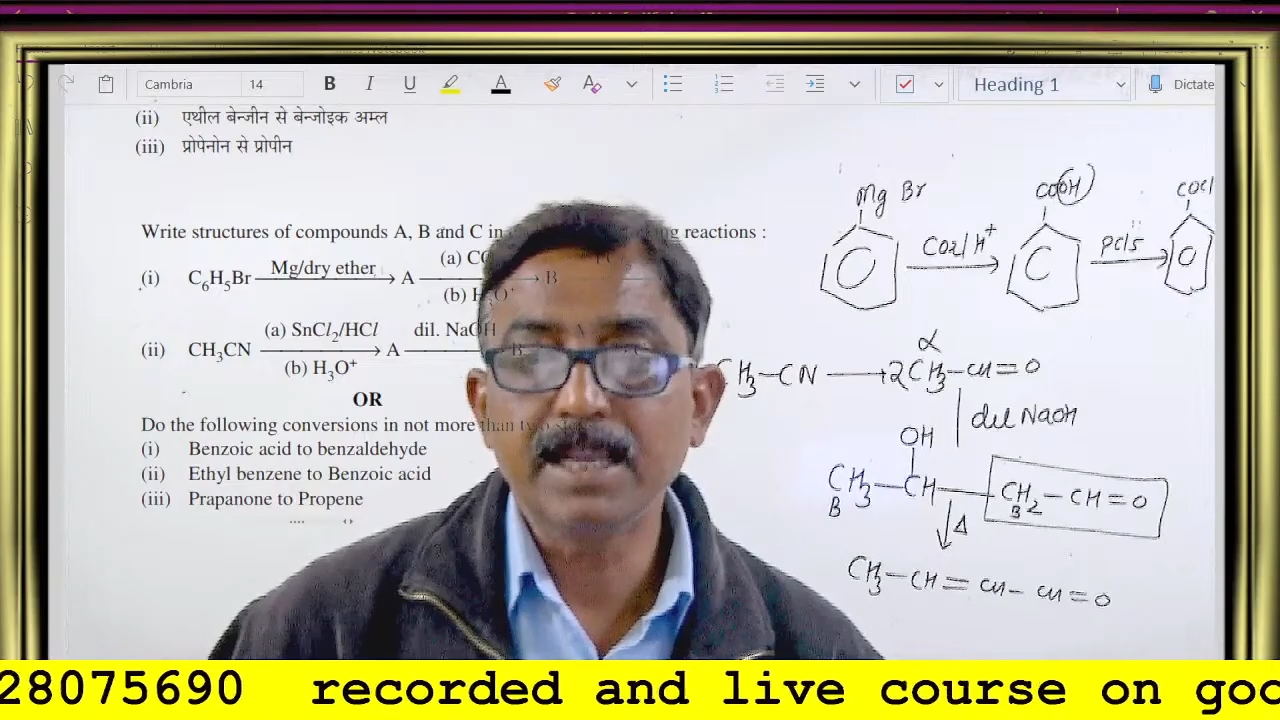 Cambria 14 B I U A Heading 1 Dictate
(ii) एथील बेन्जीन से बेन्जोइक अम्ल
(iii) प्रोपेनोन से प्रोपीन
Write structures of compounds A, B and C in reactions :
(i) C₆H₅Br Mg/dry ether A (a) B
(b)
(ii) CH₃CN (a) SnCl₂/HCl A dil. NaOH B C
(b) H₃O⁺
OR
Do the following conversions in not more than two
(i) Benzoic acid to benzaldehyde
(ii) Ethyl benzene to Benzoic acid
(iii) Prapanone to Propene
Mg Br COOH COCl
CO2/H⁺ PCl5
CH₃–CN → 2CH₃–CH=O
α
dil NaOH
OH
CH₃–CH–CH₂–CH=O
B B
Δ
CH₃–CH=CH–CH=O
28075690 recorded and live course on goo